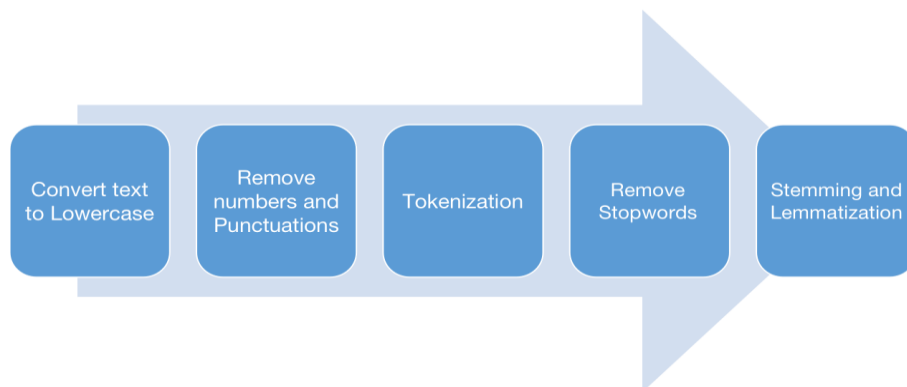 Convert text
to Lowercase
Remove
numbers and
Punctuations
Tokenization
Remove
Stopwords
Stemming and
Lemmatization